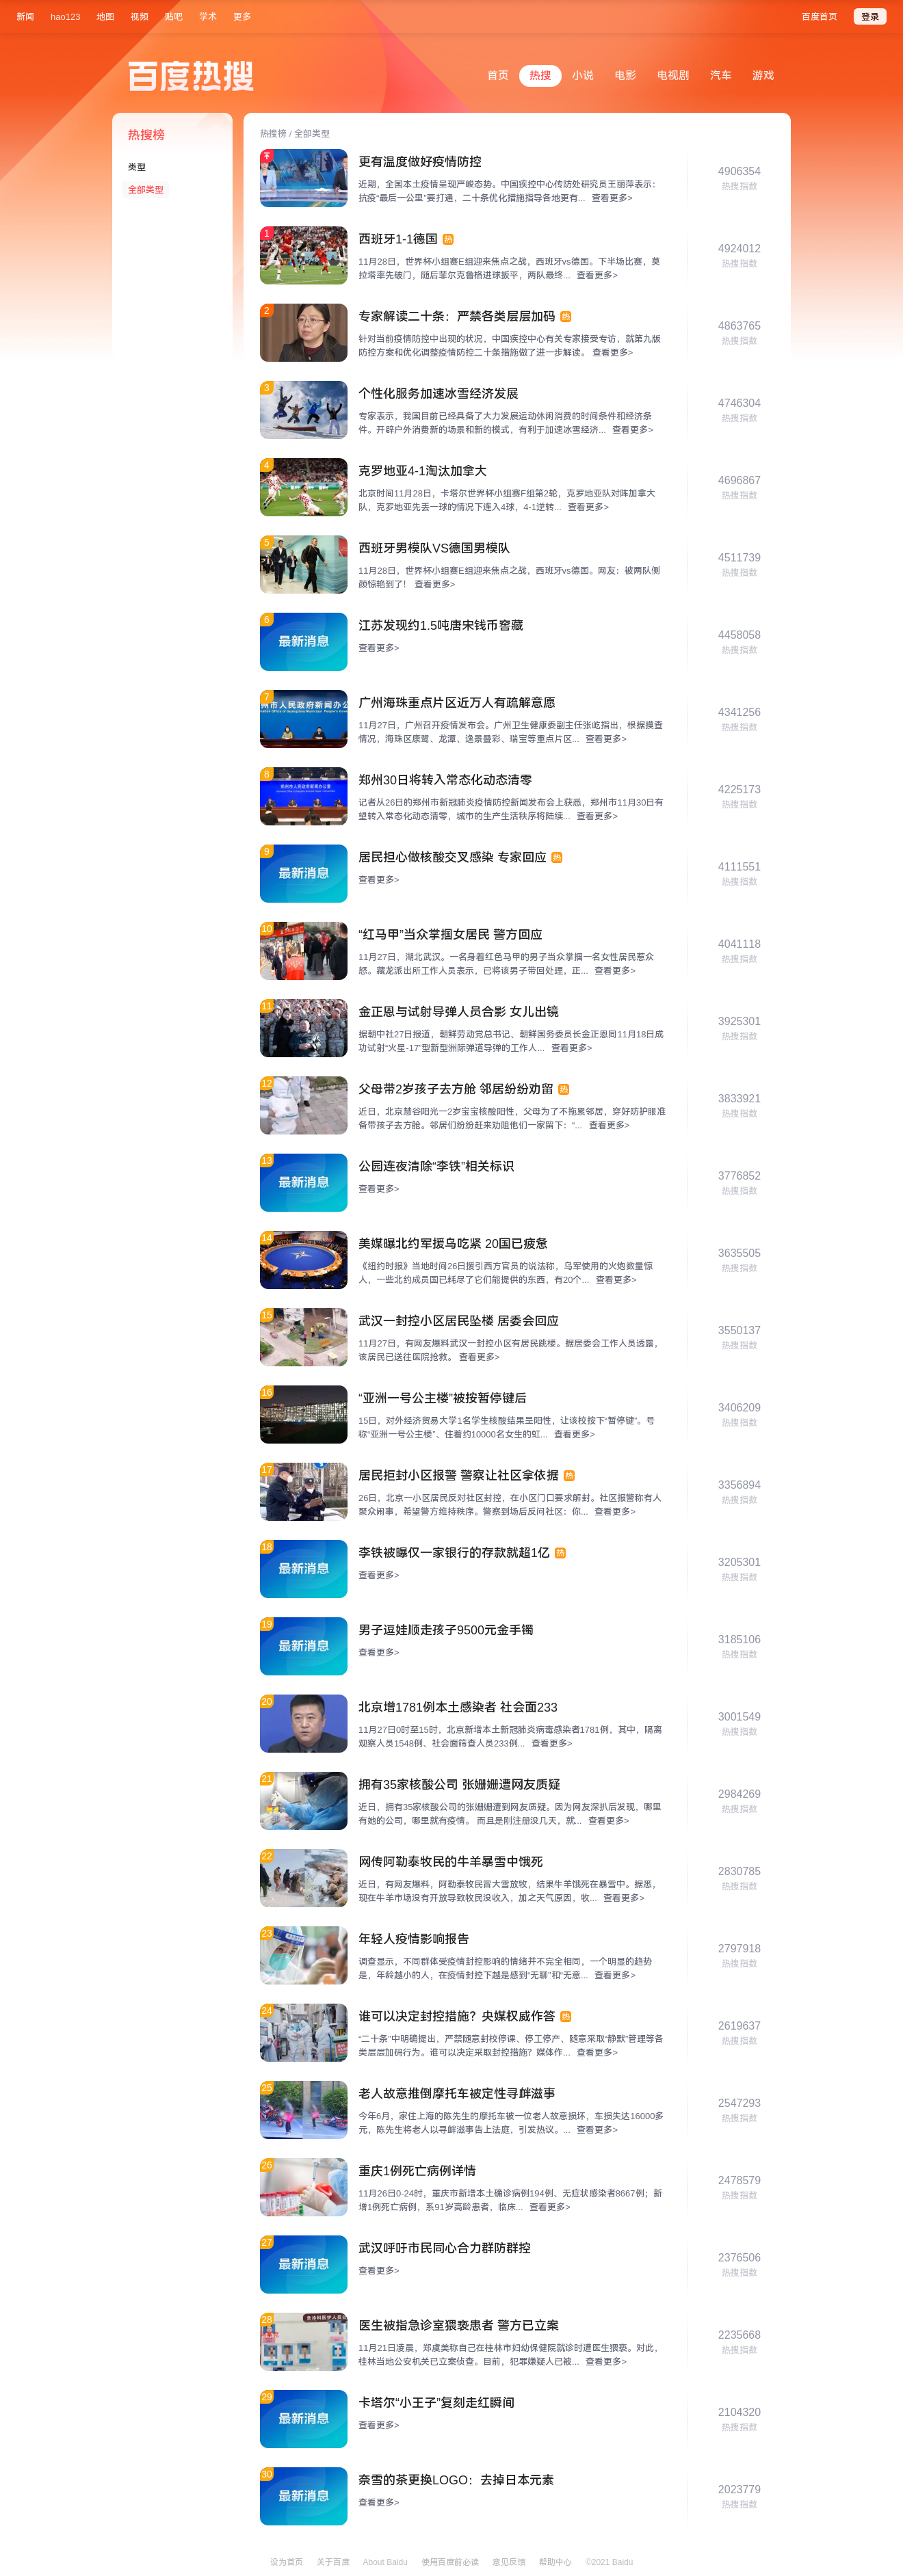 新闻 hao123 地图 视频 贴吧 学术 更多 百度首页 登录
百度热搜
首页 热搜 小说 电影 电视剧 汽车 游戏
热搜榜
类型
全部类型
热搜榜 / 全部类型
更有温度做好疫情防控
近期，全国本土疫情呈现严峻态势。中国疾控中心传防处研究员王丽萍表示：
抗疫“最后一公里”要打通，二十条优化措施指导各地更有... 查看更多>
4906354
热搜指数
1
西班牙1-1德国 热
11月28日，世界杯小组赛E组迎来焦点之战，西班牙vs德国。下半场比赛，莫
拉塔率先破门，随后菲尔克鲁格进球扳平，两队最终... 查看更多>
4924012
热搜指数
2
专家解读二十条：严禁各类层层加码 热
针对当前疫情防控中出现的状况，中国疾控中心有关专家接受专访，就第九版
防控方案和优化调整疫情防控二十条措施做了进一步解读。 查看更多>
4863765
热搜指数
3
个性化服务加速冰雪经济发展
专家表示，我国目前已经具备了大力发展运动休闲消费的时间条件和经济条
件。开辟户外消费新的场景和新的模式，有利于加速冰雪经济... 查看更多>
4746304
热搜指数
4
克罗地亚4-1淘汰加拿大
北京时间11月28日，卡塔尔世界杯小组赛F组第2轮，克罗地亚队对阵加拿大
队，克罗地亚先丢一球的情况下连入4球，4-1逆转... 查看更多>
4696867
热搜指数
5
西班牙男模队VS德国男模队
11月28日，世界杯小组赛E组迎来焦点之战，西班牙vs德国。网友：被两队侧
颜惊艳到了！ 查看更多>
4511739
热搜指数
6
最新消息
江苏发现约1.5吨唐宋钱币窖藏
查看更多>
4458058
热搜指数
7
州市人民政府新闻办公
广州海珠重点片区近万人有疏解意愿
11月27日，广州召开疫情发布会。广州卫生健康委副主任张屹指出，根据摸查
情况，海珠区康鹭、龙潭、逸景叠彩、瑞宝等重点片区... 查看更多>
4341256
热搜指数
8
郑州30日将转入常态化动态清零
记者从26日的郑州市新冠肺炎疫情防控新闻发布会上获悉，郑州市11月30日有
望转入常态化动态清零，城市的生产生活秩序将陆续... 查看更多>
4225173
热搜指数
9
最新消息
居民担心做核酸交叉感染 专家回应 热
查看更多>
4111551
热搜指数
10
“红马甲”当众掌掴女居民 警方回应
11月27日，湖北武汉。一名身着红色马甲的男子当众掌掴一名女性居民惹众
怒。藏龙派出所工作人员表示，已将该男子带回处理，正... 查看更多>
4041118
热搜指数
11
金正恩与试射导弹人员合影 女儿出镜
据朝中社27日报道，朝鲜劳动党总书记、朝鲜国务委员长金正恩同11月18日成
功试射“火星-17”型新型洲际弹道导弹的工作人... 查看更多>
3925301
热搜指数
12
父母带2岁孩子去方舱 邻居纷纷劝留 热
近日，北京慧谷阳光一2岁宝宝核酸阳性，父母为了不拖累邻居，穿好防护服准
备带孩子去方舱。邻居们纷纷赶来劝阻他们一家留下：“... 查看更多>
3833921
热搜指数
13
最新消息
公园连夜清除“李铁”相关标识
查看更多>
3776852
热搜指数
14
美媒曝北约军援乌吃紧 20国已疲惫
《纽约时报》当地时间26日援引西方官员的说法称，乌军使用的火炮数量惊
人，一些北约成员国已耗尽了它们能提供的东西，有20个... 查看更多>
3635505
热搜指数
15
武汉一封控小区居民坠楼 居委会回应
11月27日，有网友爆料武汉一封控小区有居民跳楼。据居委会工作人员透露，
该居民已送往医院抢救。 查看更多>
3550137
热搜指数
16
“亚洲一号公主楼”被按暂停键后
15日，对外经济贸易大学1名学生核酸结果呈阳性，让该校按下“暂停键”。号
称“亚洲一号公主楼”、住着约10000名女生的虹... 查看更多>
3406209
热搜指数
17
居民拒封小区报警 警察让社区拿依据 热
26日，北京一小区居民反对社区封控，在小区门口要求解封。社区报警称有人
聚众闹事，希望警方维持秩序。警察到场后反问社区：你... 查看更多>
3356894
热搜指数
18
最新消息
李铁被曝仅一家银行的存款就超1亿 热
查看更多>
3205301
热搜指数
19
最新消息
男子逗娃顺走孩子9500元金手镯
查看更多>
3185106
热搜指数
20
北京增1781例本土感染者 社会面233
11月27日0时至15时，北京新增本土新冠肺炎病毒感染者1781例，其中，隔离
观察人员1548例、社会面筛查人员233例... 查看更多>
3001549
热搜指数
21
拥有35家核酸公司 张姗姗遭网友质疑
近日，拥有35家核酸公司的张姗姗遭到网友质疑。因为网友深扒后发现，哪里
有她的公司，哪里就有疫情。 而且是刚注册没几天，就... 查看更多>
2984269
热搜指数
22
网传阿勒泰牧民的牛羊暴雪中饿死
近日，有网友爆料，阿勒泰牧民冒大雪放牧，结果牛羊饿死在暴雪中。据悉，
现在牛羊市场没有开放导致牧民没收入，加之天气原因，牧... 查看更多>
2830785
热搜指数
23
年轻人疫情影响报告
调查显示，不同群体受疫情封控影响的情绪并不完全相同，一个明显的趋势
是，年龄越小的人，在疫情封控下越是感到“无聊”和“无意... 查看更多>
2797918
热搜指数
24
谁可以决定封控措施？央媒权威作答 热
“二十条”中明确提出，严禁随意封校停课、停工停产、随意采取“静默”管理等各
类层层加码行为。谁可以决定采取封控措施？媒体作... 查看更多>
2619637
热搜指数
25
老人故意推倒摩托车被定性寻衅滋事
今年6月，家住上海的陈先生的摩托车被一位老人故意损坏，车损失达16000多
元，陈先生将老人以寻衅滋事告上法庭，引发热议。... 查看更多>
2547293
热搜指数
26
重庆1例死亡病例详情
11月26日0-24时，重庆市新增本土确诊病例194例、无症状感染者8667例；新
增1例死亡病例，系91岁高龄患者，临床... 查看更多>
2478579
热搜指数
27
最新消息
武汉呼吁市民同心合力群防群控
查看更多>
2376506
热搜指数
28
医生被指急诊室猥亵患者 警方已立案
11月21日凌晨，郑虞美称自己在桂林市妇幼保健院就诊时遭医生猥亵。对此，
桂林当地公安机关已立案侦查。目前，犯罪嫌疑人已被... 查看更多>
2235668
热搜指数
29
最新消息
卡塔尔“小王子”复刻走红瞬间
查看更多>
2104320
热搜指数
30
最新消息
奈雪的茶更换LOGO：去掉日本元素
查看更多>
2023779
热搜指数
设为首页 关于百度 About Baidu 使用百度前必读 意见反馈 帮助中心 ©2021 Baidu